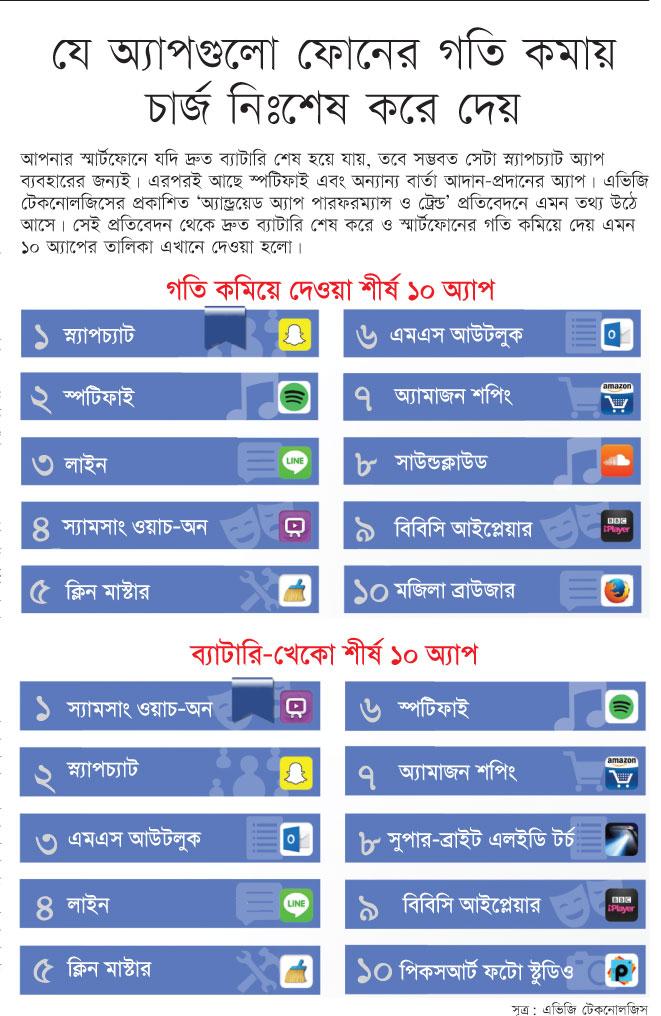 যে অ্যাপগুলো ফোনের গতি কমায়
চার্জ নিঃশেষ করে দেয়
আপনার স্মার্টফোনে যদি দ্রুত ব্যাটারি শেষ হয়ে যায়, তবে সম্ভবত সেটা স্ন্যাপচ্যাট অ্যাপ
ব্যবহারের জন্যই। এরপরই আছে স্পটিফাই এবং অন্যান্য বার্তা আদান-প্রদানের অ্যাপ। এভিজি
টেকনোলজিসের প্রকাশিত ‘অ্যান্ড্রয়েড অ্যাপ পারফরম্যান্স ও ট্রেন্ড’ প্রতিবেদনে এমন তথ্য উঠে
আসে। সেই প্রতিবেদন থেকে দ্রুত ব্যাটারি শেষ করে ও স্মার্টফোনের গতি কমিয়ে দেয় এমন
১০ অ্যাপের তালিকা এখানে দেওয়া হলো।
গতি কমিয়ে দেওয়া শীর্ষ ১০ অ্যাপ
১ স্ন্যাপচ্যাট
২ স্পটিফাই
৩ লাইন LINE
৪ স্যামসাং ওয়াচ-অন
৫ ক্লিন মাস্টার
৬ এমএস আউটলুক
৭ অ্যামাজন শপিং amazon
৮ সাউন্ডক্লাউড
৯ বিবিসি আইপ্লেয়ার BBC iPlayer
১০ মজিলা ব্রাউজার
ব্যাটারি-খেকো শীর্ষ ১০ অ্যাপ
১ স্যামসাং ওয়াচ-অন
২ স্ন্যাপচ্যাট
৩ এমএস আউটলুক
৪ লাইন LINE
৫ ক্লিন মাস্টার
৬ স্পটিফাই
৭ অ্যামাজন শপিং amazon
৮ সুপার-ব্রাইট এলইডি টর্চ
৯ বিবিসি আইপ্লেয়ার BBC iPlayer
১০ পিকসআর্ট ফটো স্টুডিও
সূত্র : এভিজি টেকনোলজিস